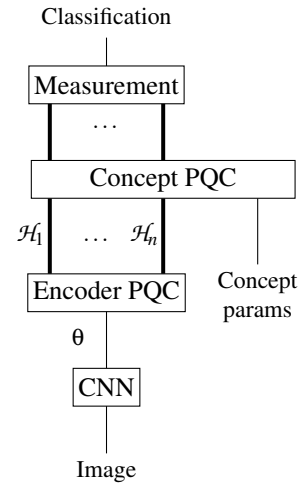 Classification
Measurement
...
Concept PQC
ℋ₁ ... ℋₙ
Encoder PQC
Concept
params
θ
CNN
Image